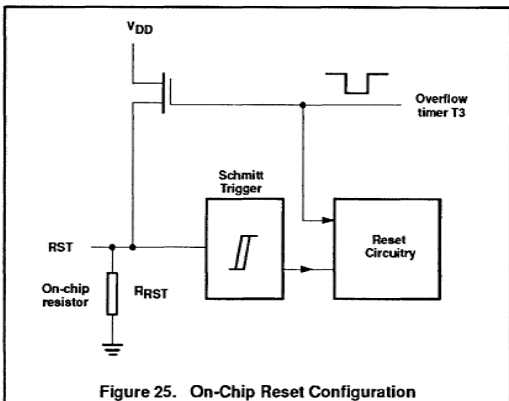 VDD
Overflow
timer T3
Schmitt
Trigger
Reset
Circuitry
RST
On-chip
resistor
RRST
Figure 25. On-Chip Reset Configuration